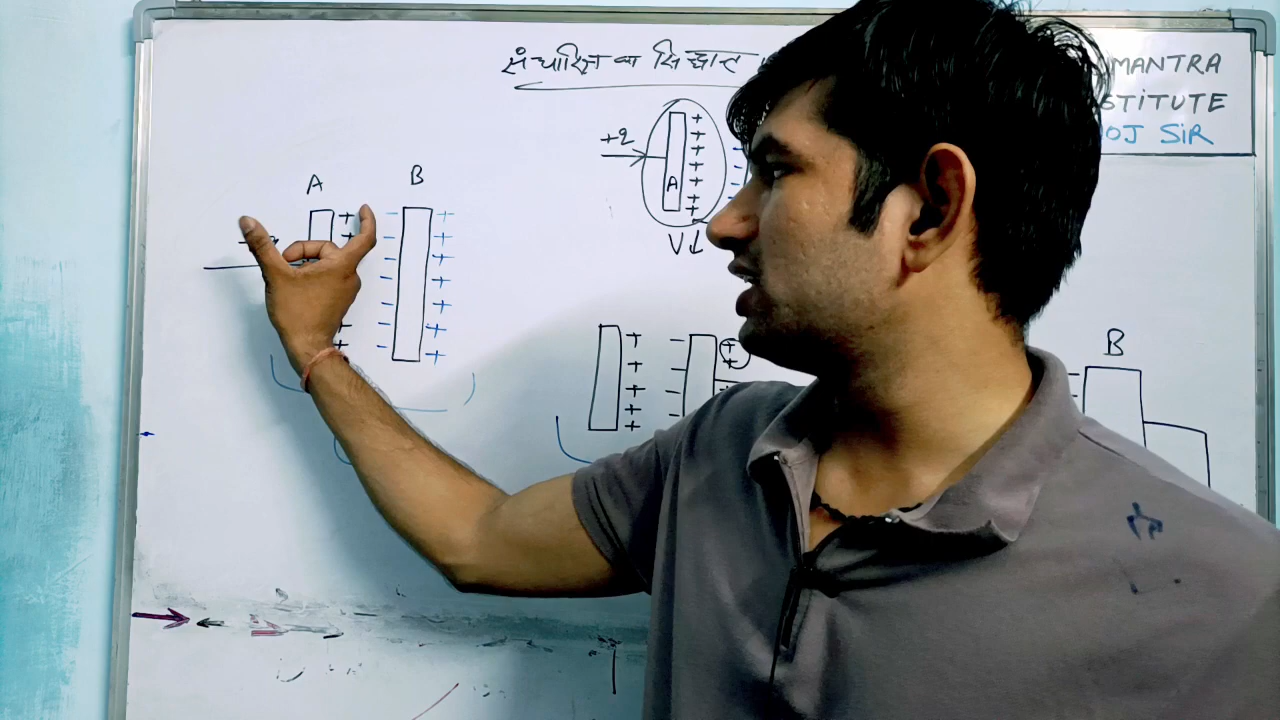 संधारित्र का सिद्धान्त
MANTRA
STITUTE
OJ SIR
+q
A
V↓
A
B
B